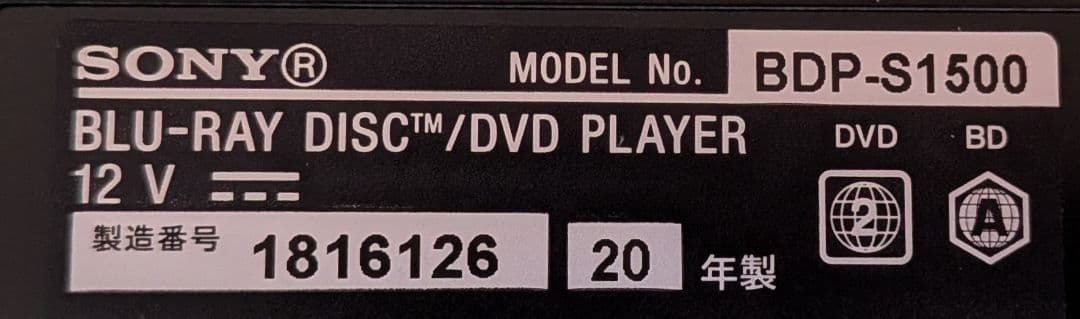 SONY® MODEL No. BDP-S1500
BLU-RAY DISC™/DVD PLAYER DVD BD
12 V
製造番号 1816126 20 年製
2 A